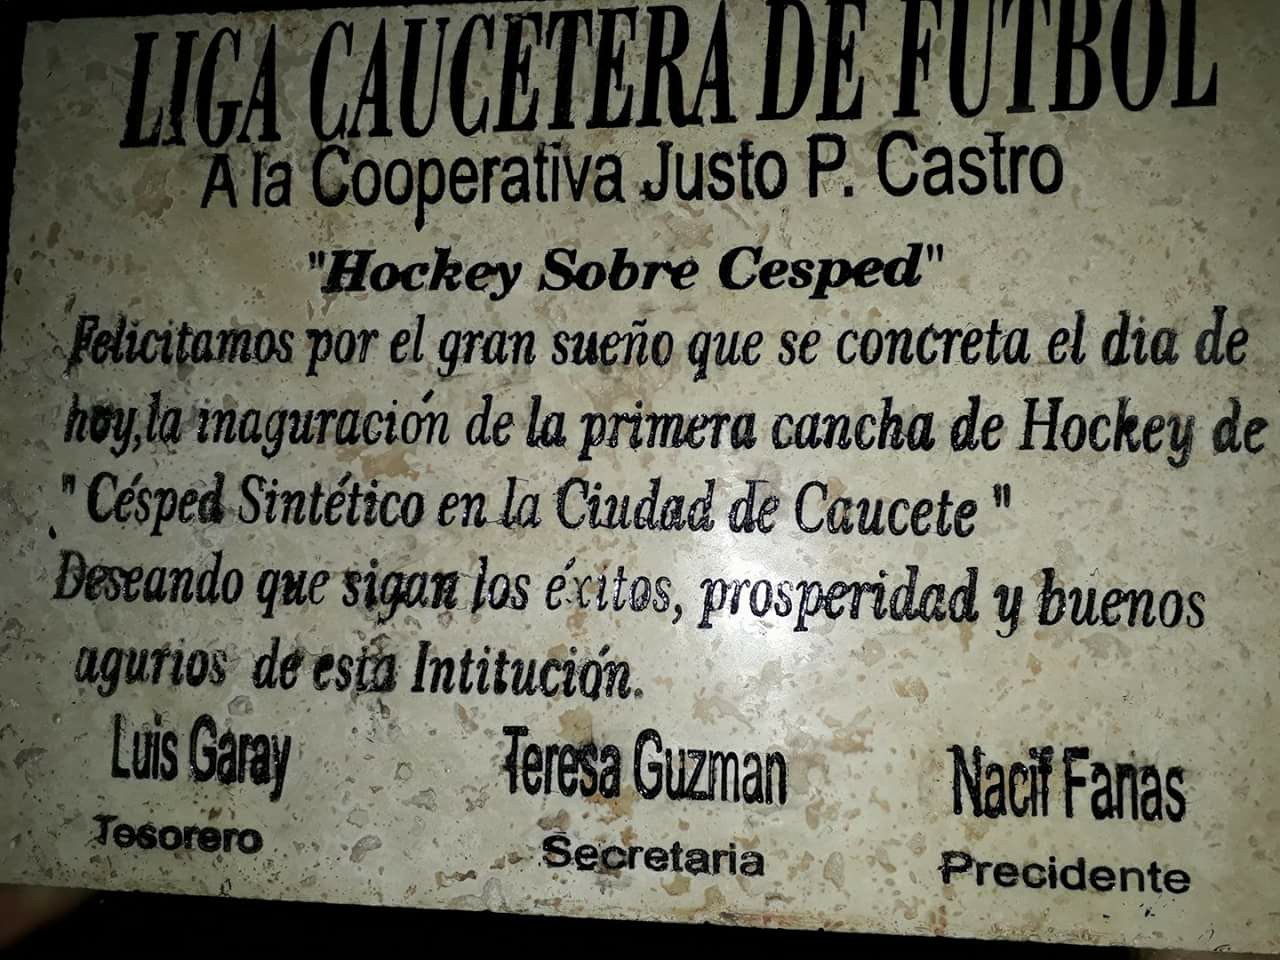 LIGA CAUCETERA DE FUTBOL
A la Cooperativa Justo P. Castro
"Hockey Sobre Cesped"
Felicitamos por el gran sueño que se concreta el dia de
hoy,la inaguración de la primera cancha de Hockey de
" Césped Sintético en la Ciudad de Caucete "
Deseando que sigan los éxitos, prosperidad y buenos
agurios de esta Intitución.
Luis Garay Teresa Guzman Nacif Fanas
Tesorero Secretaria Precidente